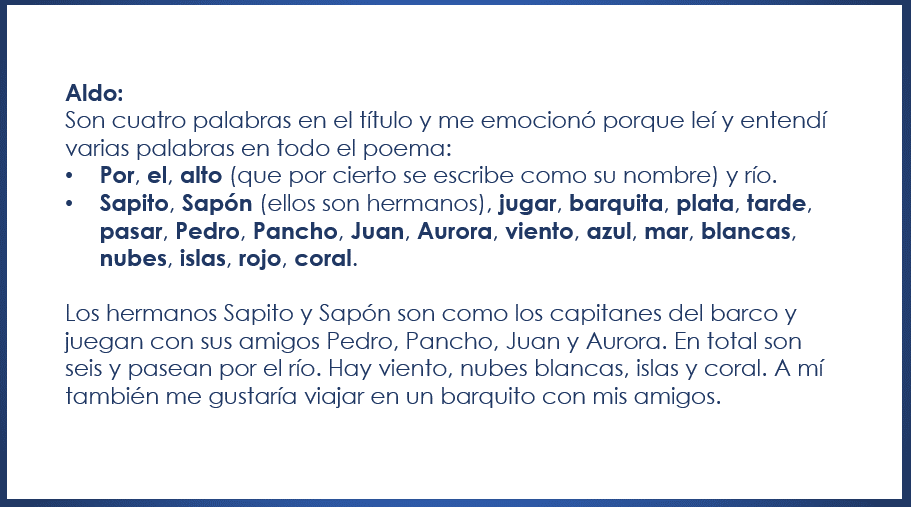 Aldo:
Son cuatro palabras en el título y me emocionó porque leí y entendí
varias palabras en todo el poema:
• Por, el, alto (que por cierto se escribe como su nombre) y río.
• Sapito, Sapón (ellos son hermanos), jugar, barquita, plata, tarde,
pasar, Pedro, Pancho, Juan, Aurora, viento, azul, mar, blancas,
nubes, islas, rojo, coral.
Los hermanos Sapito y Sapón son como los capitanes del barco y
juegan con sus amigos Pedro, Pancho, Juan y Aurora. En total son
seis y pasean por el río. Hay viento, nubes blancas, islas y coral. A mí
también me gustaría viajar en un barquito con mis amigos.